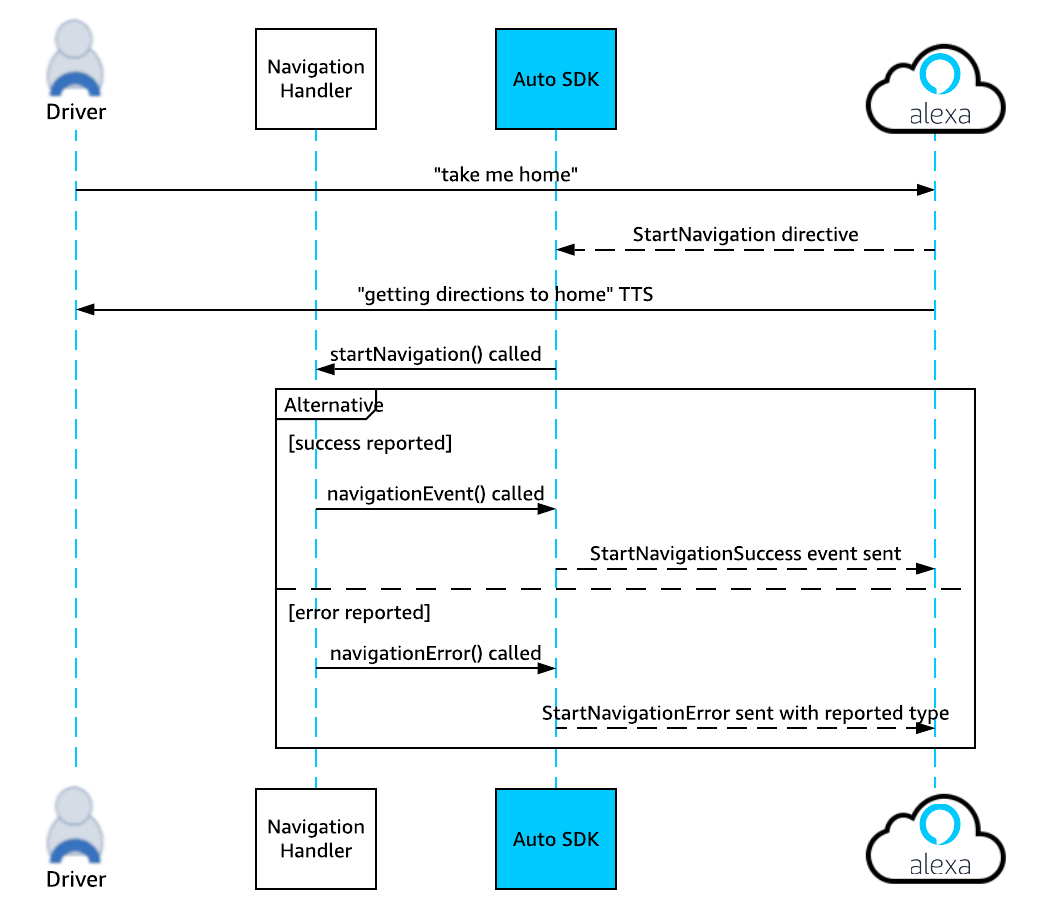 Driver
Navigation
Handler
Auto SDK
alexa
"take me home"
StartNavigation directive
"getting directions to home" TTS
startNavigation() called
Alternative
[success reported]
navigationEvent() called
StartNavigationSuccess event sent
[error reported]
navigationError() called
StartNavigationError sent with reported type
Driver
Navigation
Handler
Auto SDK
alexa